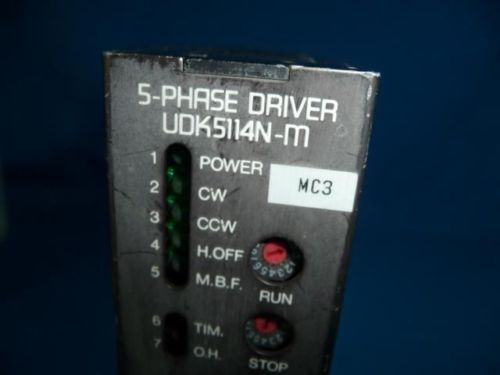 5-PHASE DRIVER
UDK5114N-M
1 POWER
MC3
2 CW
3 CCW
4 H.OFF
5 M.B.F.
RUN
6 TIM.
7 O.H.
STOP